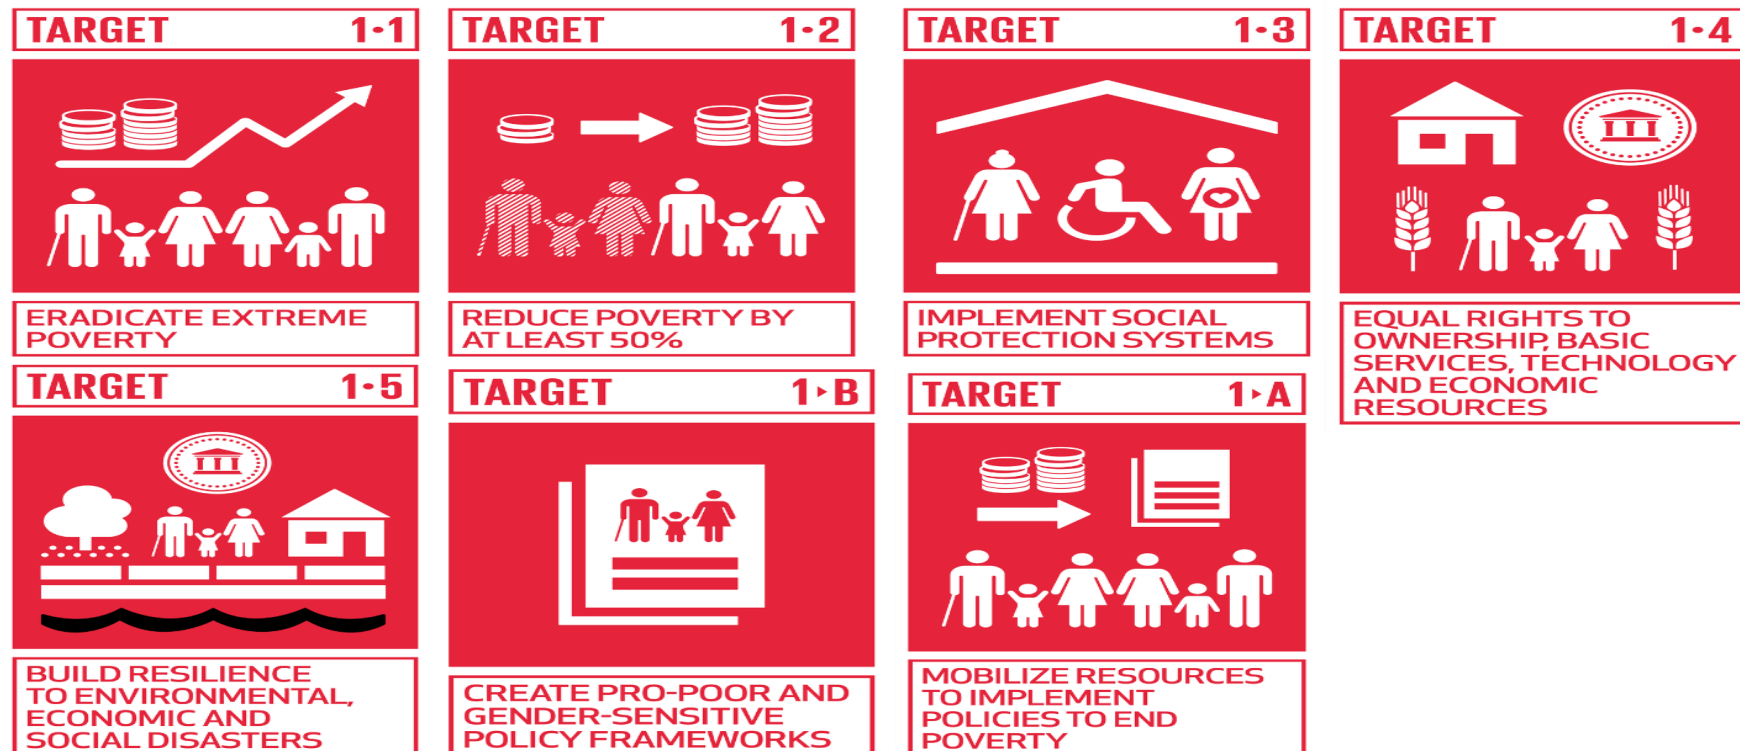 TARGET 1•1
ERADICATE EXTREME
POVERTY
TARGET 1•2
REDUCE POVERTY BY
AT LEAST 50%
TARGET 1•3
IMPLEMENT SOCIAL
PROTECTION SYSTEMS
TARGET 1•4
EQUAL RIGHTS TO
OWNERSHIP, BASIC
SERVICES, TECHNOLOGY
AND ECONOMIC
RESOURCES
TARGET 1•5
BUILD RESILIENCE
TO ENVIRONMENTAL,
ECONOMIC AND
SOCIAL DISASTERS
TARGET 1▸B
CREATE PRO-POOR AND
GENDER-SENSITIVE
POLICY FRAMEWORKS
TARGET 1▸A
MOBILIZE RESOURCES
TO IMPLEMENT
POLICIES TO END
POVERTY